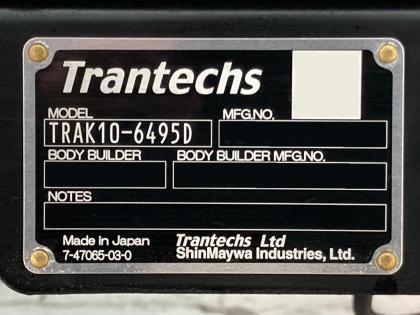 Trantechs
MODEL MFG.NO.
TRAK10-6495D
BODY BUILDER BODY BUILDER MFG.NO.
NOTES
Made in Japan Trantechs Ltd
7-47065-03-0 ShinMaywa Industries, Ltd.